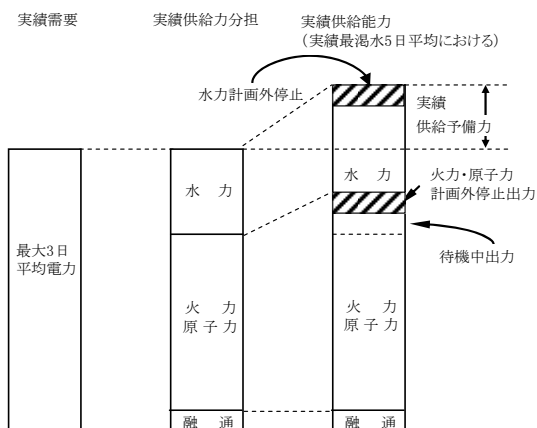 実績需要
実績供給力分担
実績供給能力
（実績最渇水5日平均における）
水力計画外停止
実績
供給予備力
水 力
水 力
火力・原子力
計画外停止出力
最大3日
平均電力
待機中出力
火 力
原子力
火 力
原子力
融 通
融 通